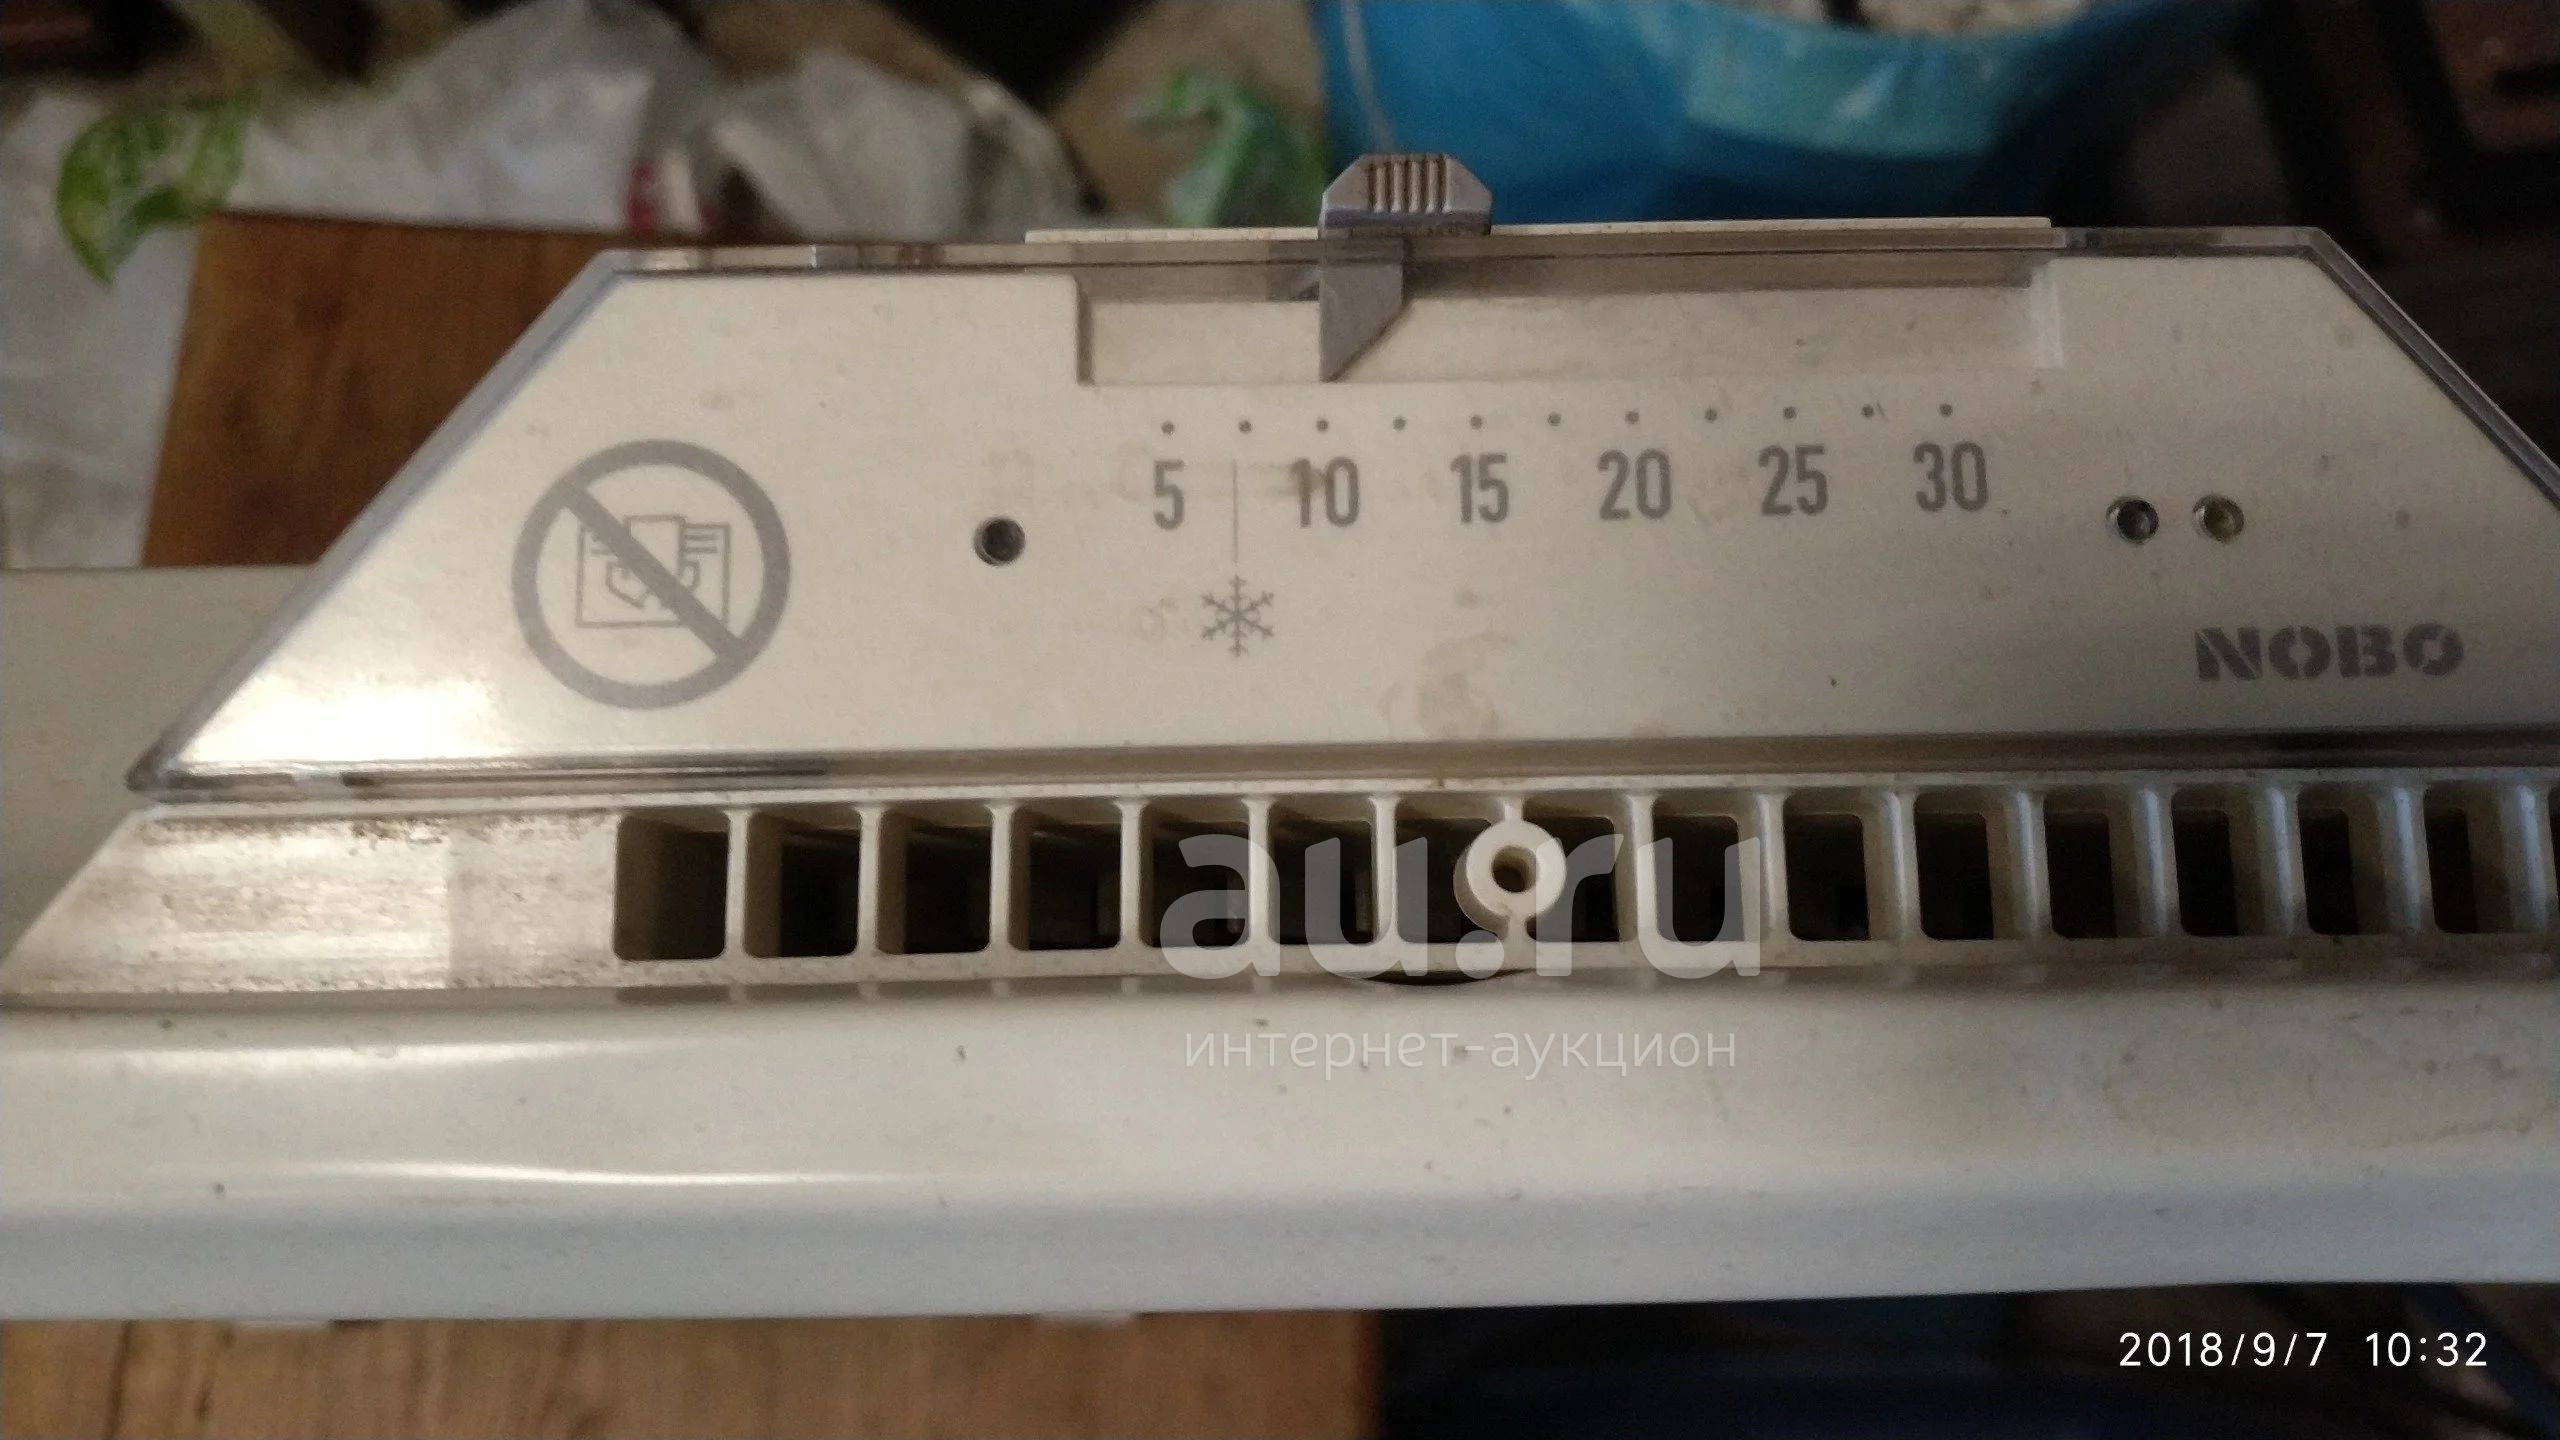 5 10 15 20 25 30
NOBO
au.ru
интернет-аукцион
2018/9/7 10:32